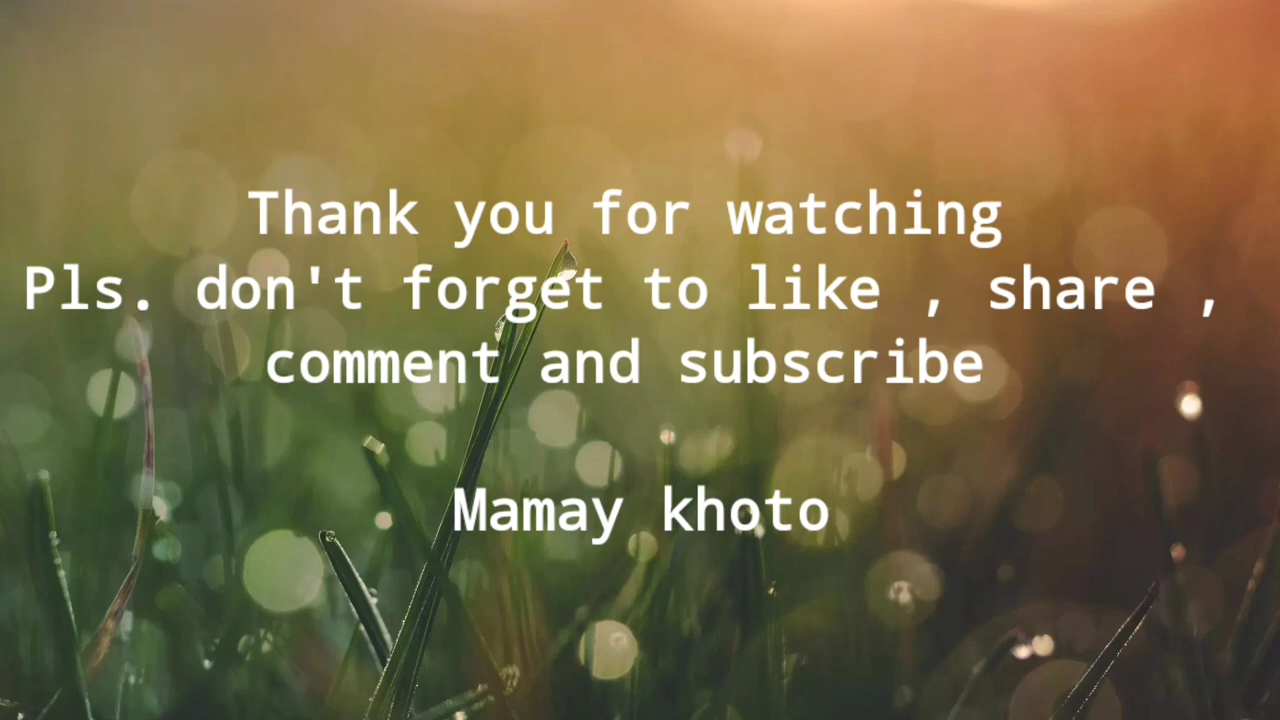 Thank you for watching
Pls. don't forget to like , share ,
comment and subscribe
Mamay khoto